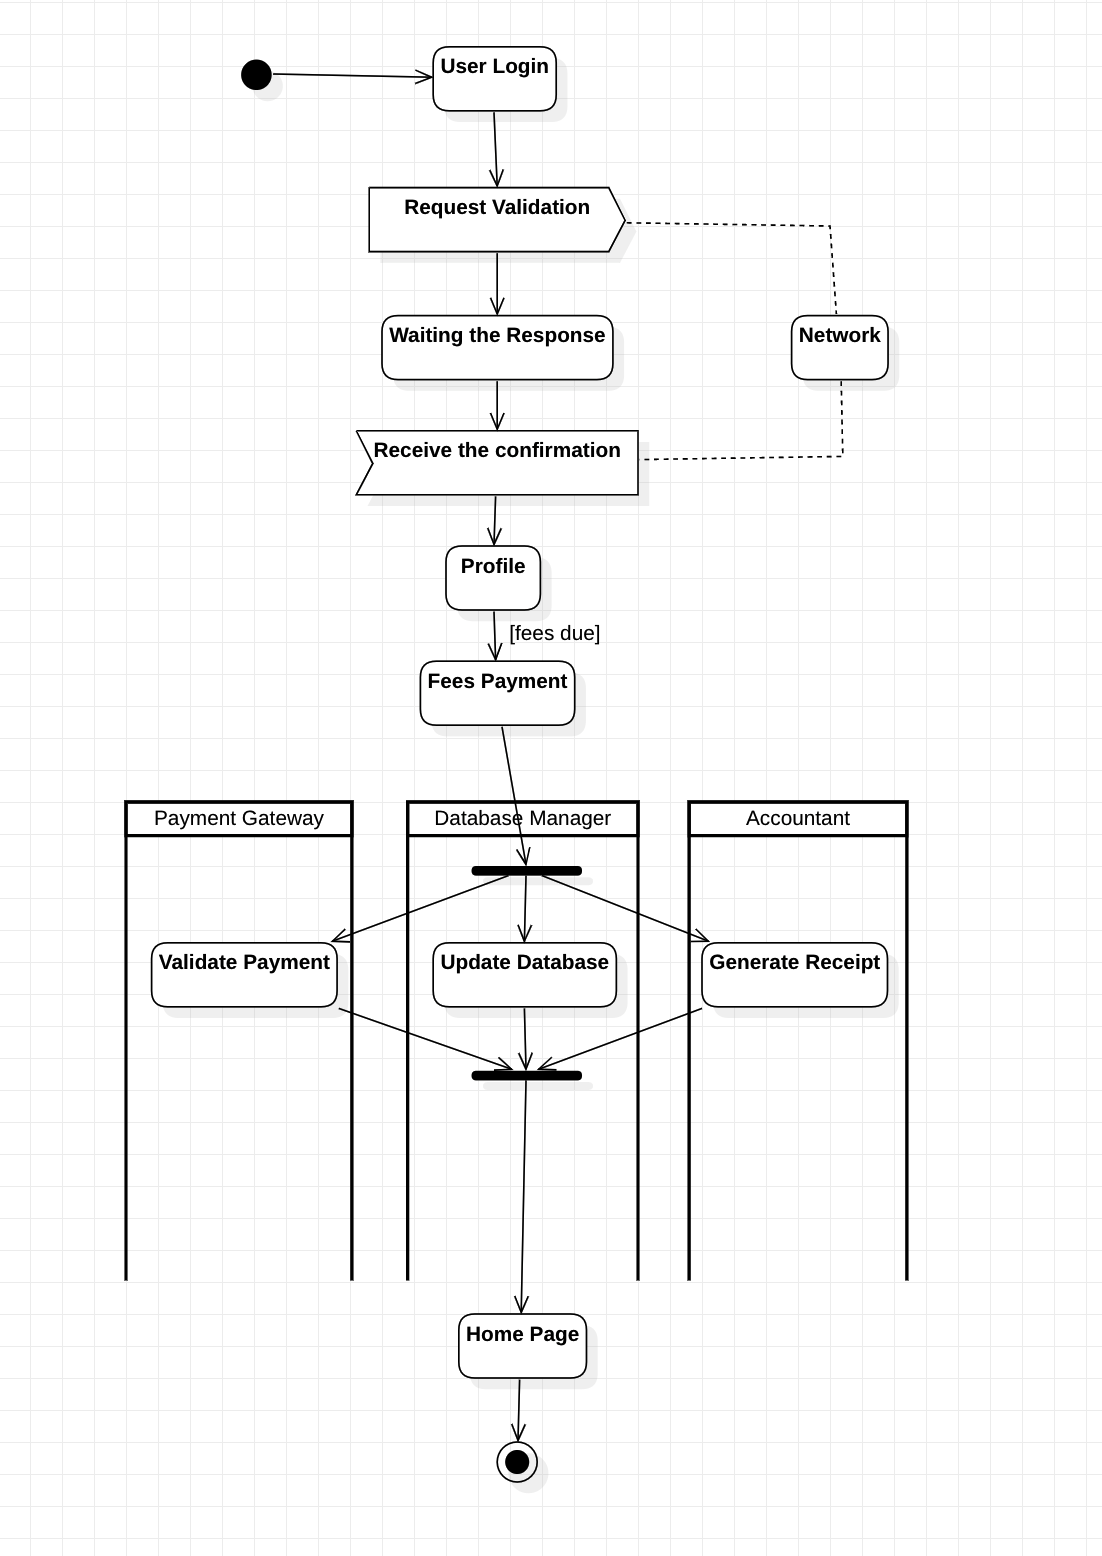 User Login
Request Validation
Waiting the Response
Network
Receive the confirmation
Profile
[fees due]
Fees Payment
Payment Gateway
Database Manager
Accountant
Validate Payment
Update Database
Generate Receipt
Home Page